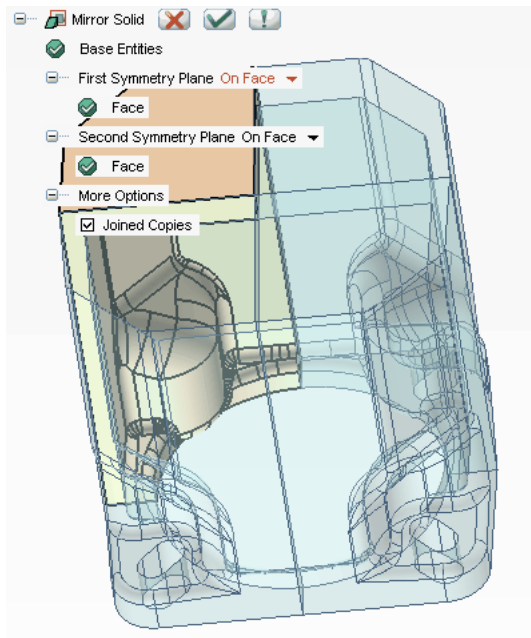 Mirror Solid
Base Entities
First Symmetry Plane On Face
Face
Second Symmetry Plane On Face
Face
More Options
Joined Copies